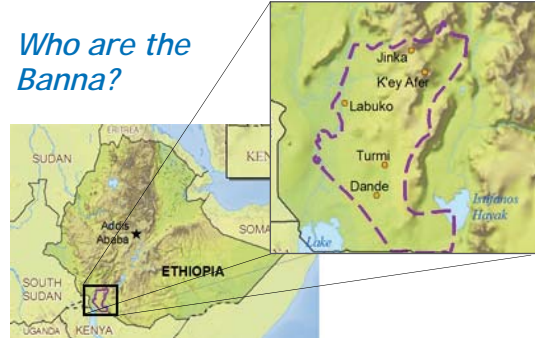 Who are the
Banna?
Jinka
K'ey Afer
Labuko
Turmi
Dande
Istifanos
Hayak
Lake
ERITREA
SUDAN
KEN
Addis
Ababa
SOMA
ETHIOPIA
SOUTH
SUDAN
UGANDA
KENYA